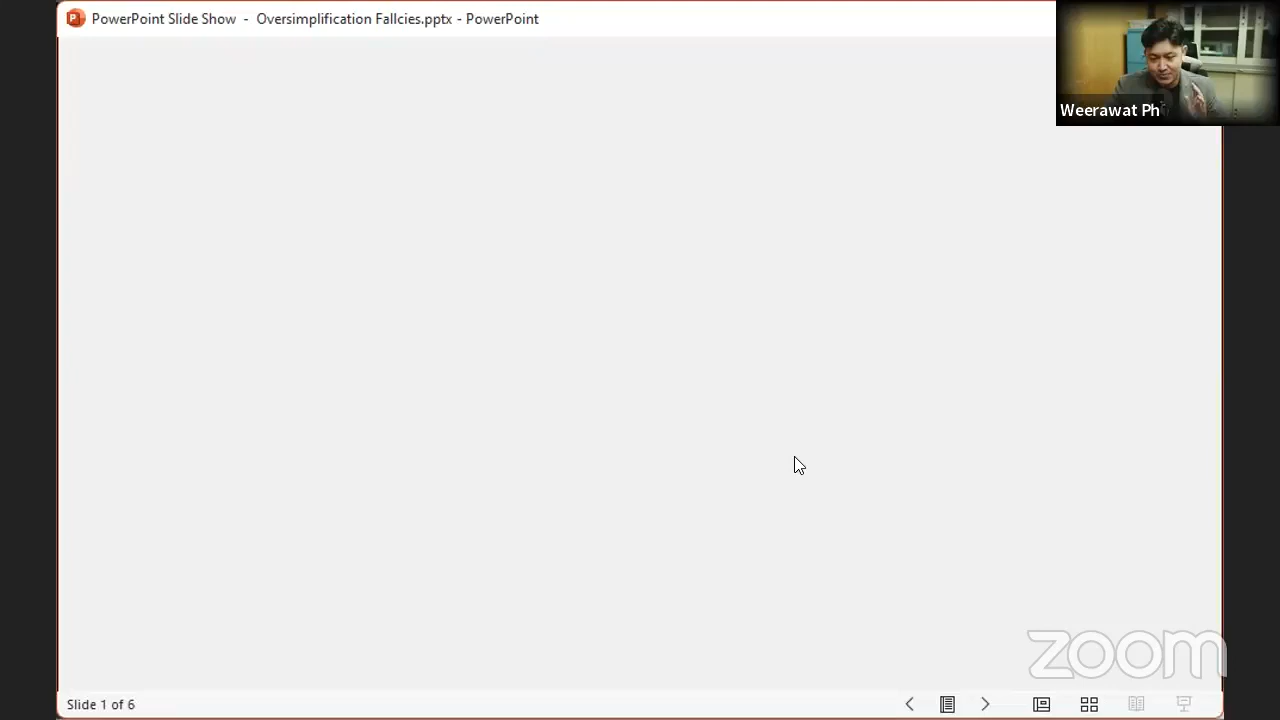 PowerPoint Slide Show - Oversimplification Fallcies.pptx - PowerPoint
Weerawat Ph
zoom
Slide 1 of 6